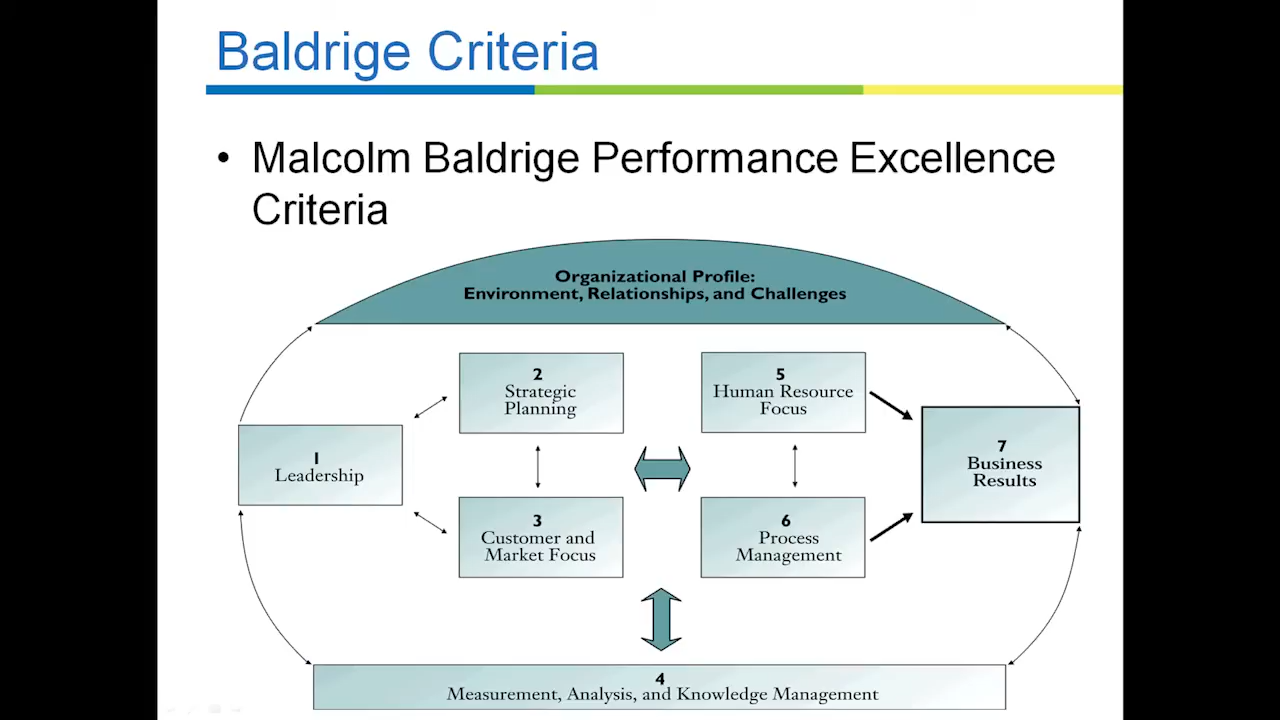 Baldrige Criteria
• Malcolm Baldrige Performance Excellence
Criteria
Organizational Profile:
Environment, Relationships, and Challenges
1
Leadership
2
Strategic
Planning
3
Customer and
Market Focus
5
Human Resource
Focus
6
Process
Management
7
Business
Results
4
Measurement, Analysis, and Knowledge Management